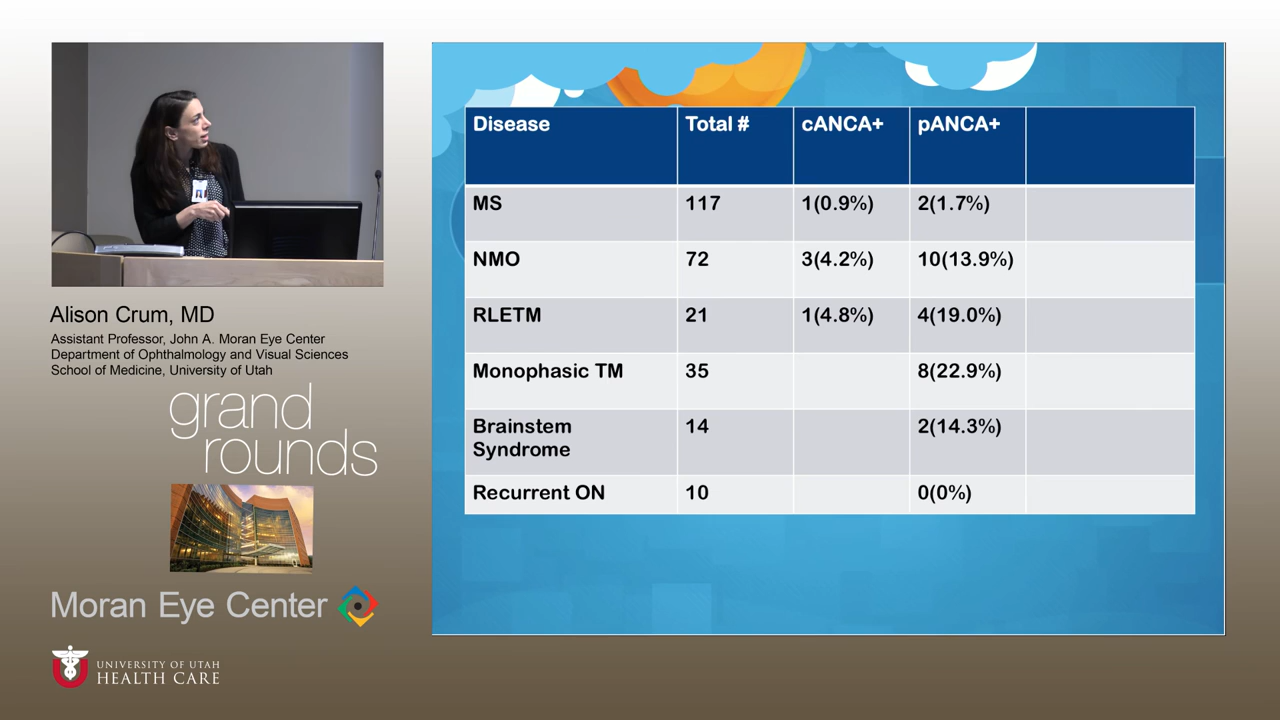 Alison Crum, MD
Assistant Professor, John A. Moran Eye Center
Department of Ophthalmology and Visual Sciences
School of Medicine, University of Utah
grand
rounds
Moran Eye Center
UNIVERSITY OF UTAH
HEALTH CARE
Disease Total # cANCA+ pANCA+
MS 117 1(0.9%) 2(1.7%)
NMO 72 3(4.2%) 10(13.9%)
RLETM 21 1(4.8%) 4(19.0%)
Monophasic TM 35 8(22.9%)
Brainstem
Syndrome 14 2(14.3%)
Recurrent ON 10 0(0%)